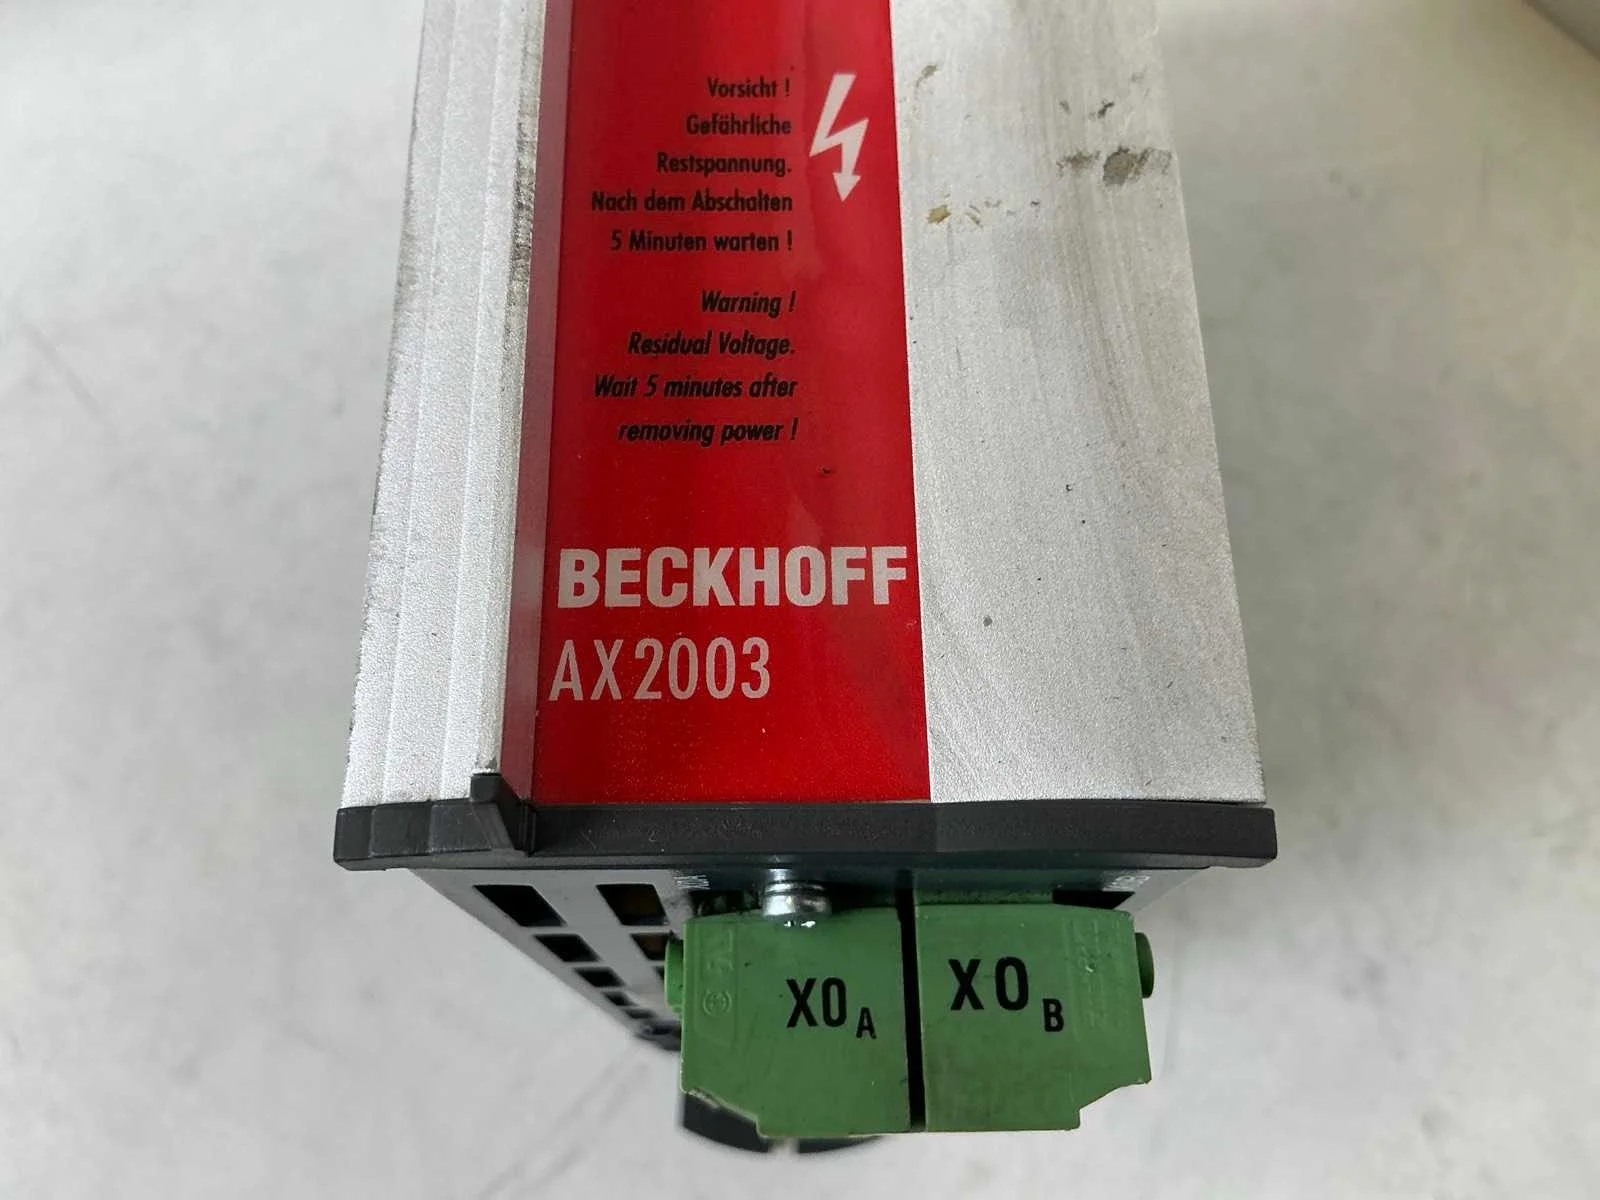 Vorsicht !
Gefährliche
Restspannung.
Nach dem Abschalten
5 Minuten warten !
Warning !
Residual Voltage.
Wait 5 minutes after
removing power !
BECKHOFF
AX2003
X0A
X0B